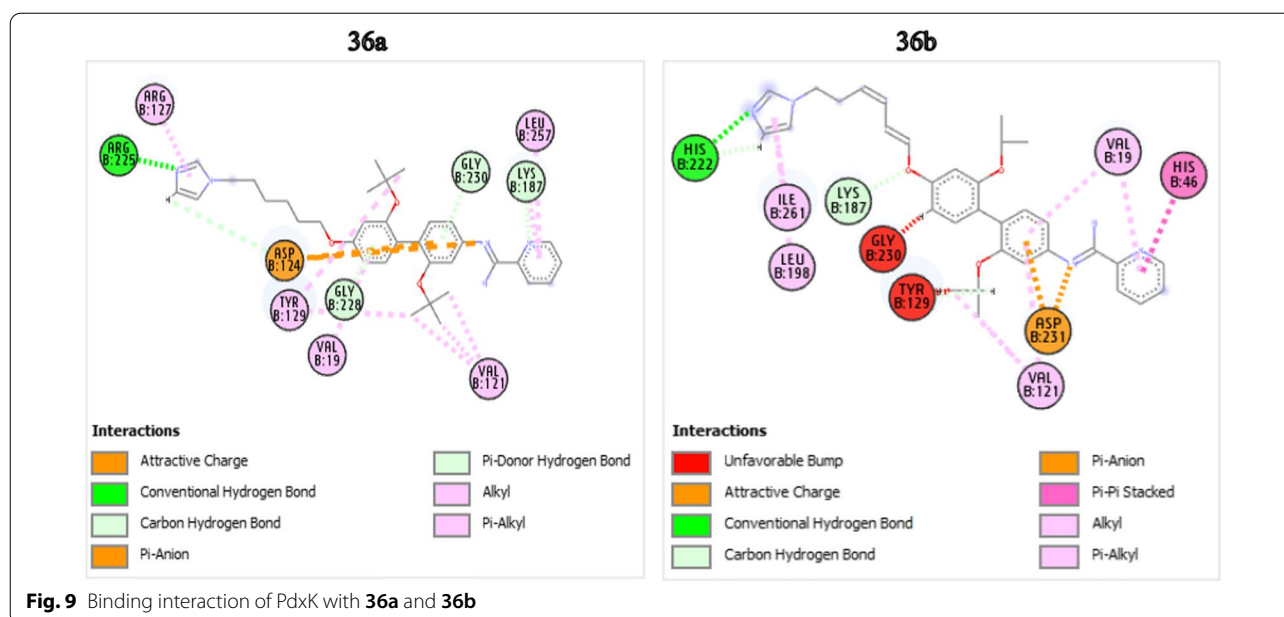 36a
36b
ARG
B:127
ARG
B:225
LEU
B:257
GLY
B:230
LYS
B:187
ASP
B:124
TYR
B:129
GLY
B:228
VAL
B:19
VAL
B:121
H
Interactions
Attractive Charge
Conventional Hydrogen Bond
Carbon Hydrogen Bond
Pi-Anion
Pi-Donor Hydrogen Bond
Alkyl
Pi-Alkyl
HIS
B:222
H
ILE
B:261
LEU
B:198
LYS
B:187
GLY
B:230
H
TYR
B:129
H
H
VAL
B:19
HIS
B:46
ASP
B:231
VAL
B:121
Interactions
Unfavorable Bump
Attractive Charge
Conventional Hydrogen Bond
Carbon Hydrogen Bond
Pi-Anion
Pi-Pi Stacked
Alkyl
Pi-Alkyl
Fig. 9 Binding interaction of PdxK with 36a and 36b